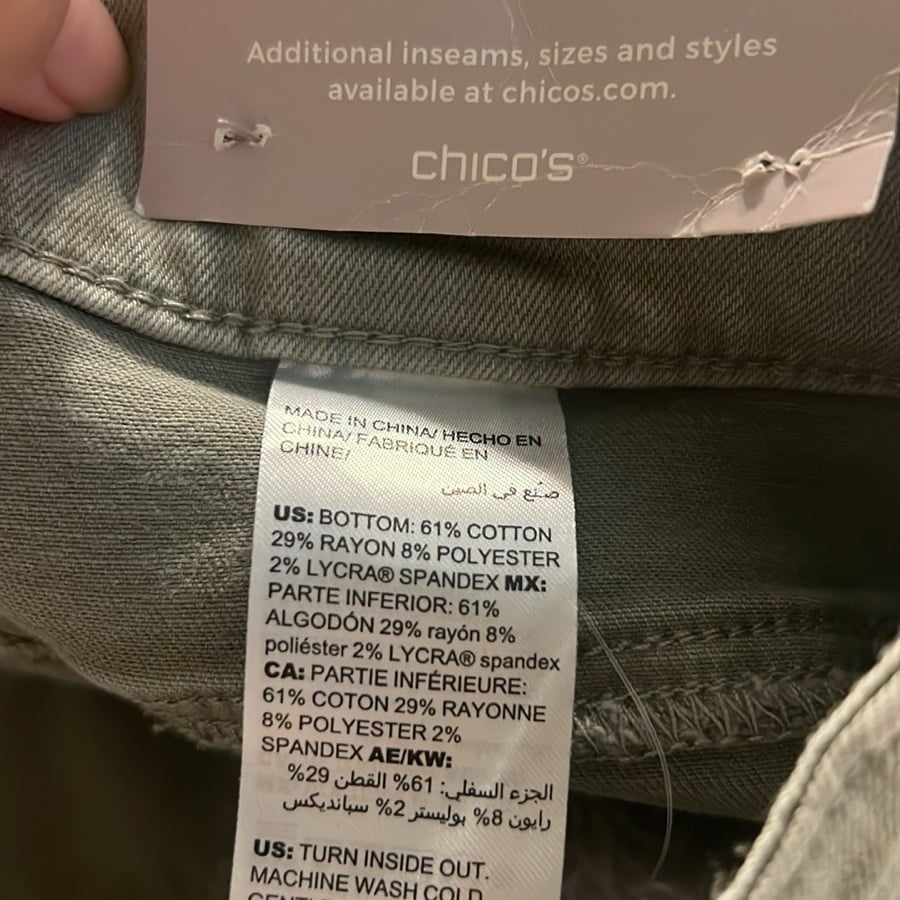 Additional inseams, sizes and styles
available at chicos.com.
chico's®
MADE IN CHINA/ HECHO EN
CHINA/ FABRIQUÉ EN
CHINE/
صنع في الصين
US: BOTTOM: 61% COTTON
29% RAYON 8% POLYESTER
2% LYCRA® SPANDEX MX:
PARTE INFERIOR: 61%
ALGODÓN 29% rayón 8%
poliéster 2% LYCRA® spandex
CA: PARTIE INFÉRIEURE:
61% COTON 29% RAYONNE
8% POLYESTER 2%
SPANDEX AE/KW:
الجزء السفلي: 61% القطن 29%
رايون 8% بوليستر 2% سبانديكس
US: TURN INSIDE OUT.
MACHINE WASH COLD